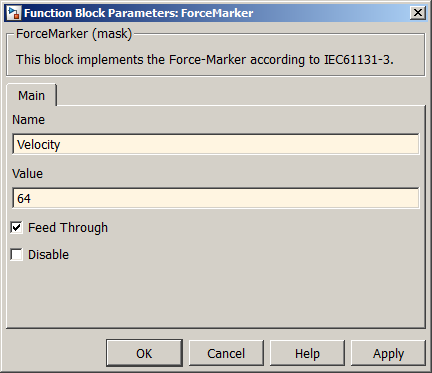 Function Block Parameters: ForceMarker
ForceMarker (mask)
This block implements the Force-Marker according to IEC61131-3.
Main
Name
Velocity
Value
64
Feed Through
Disable
OK Cancel Help Apply